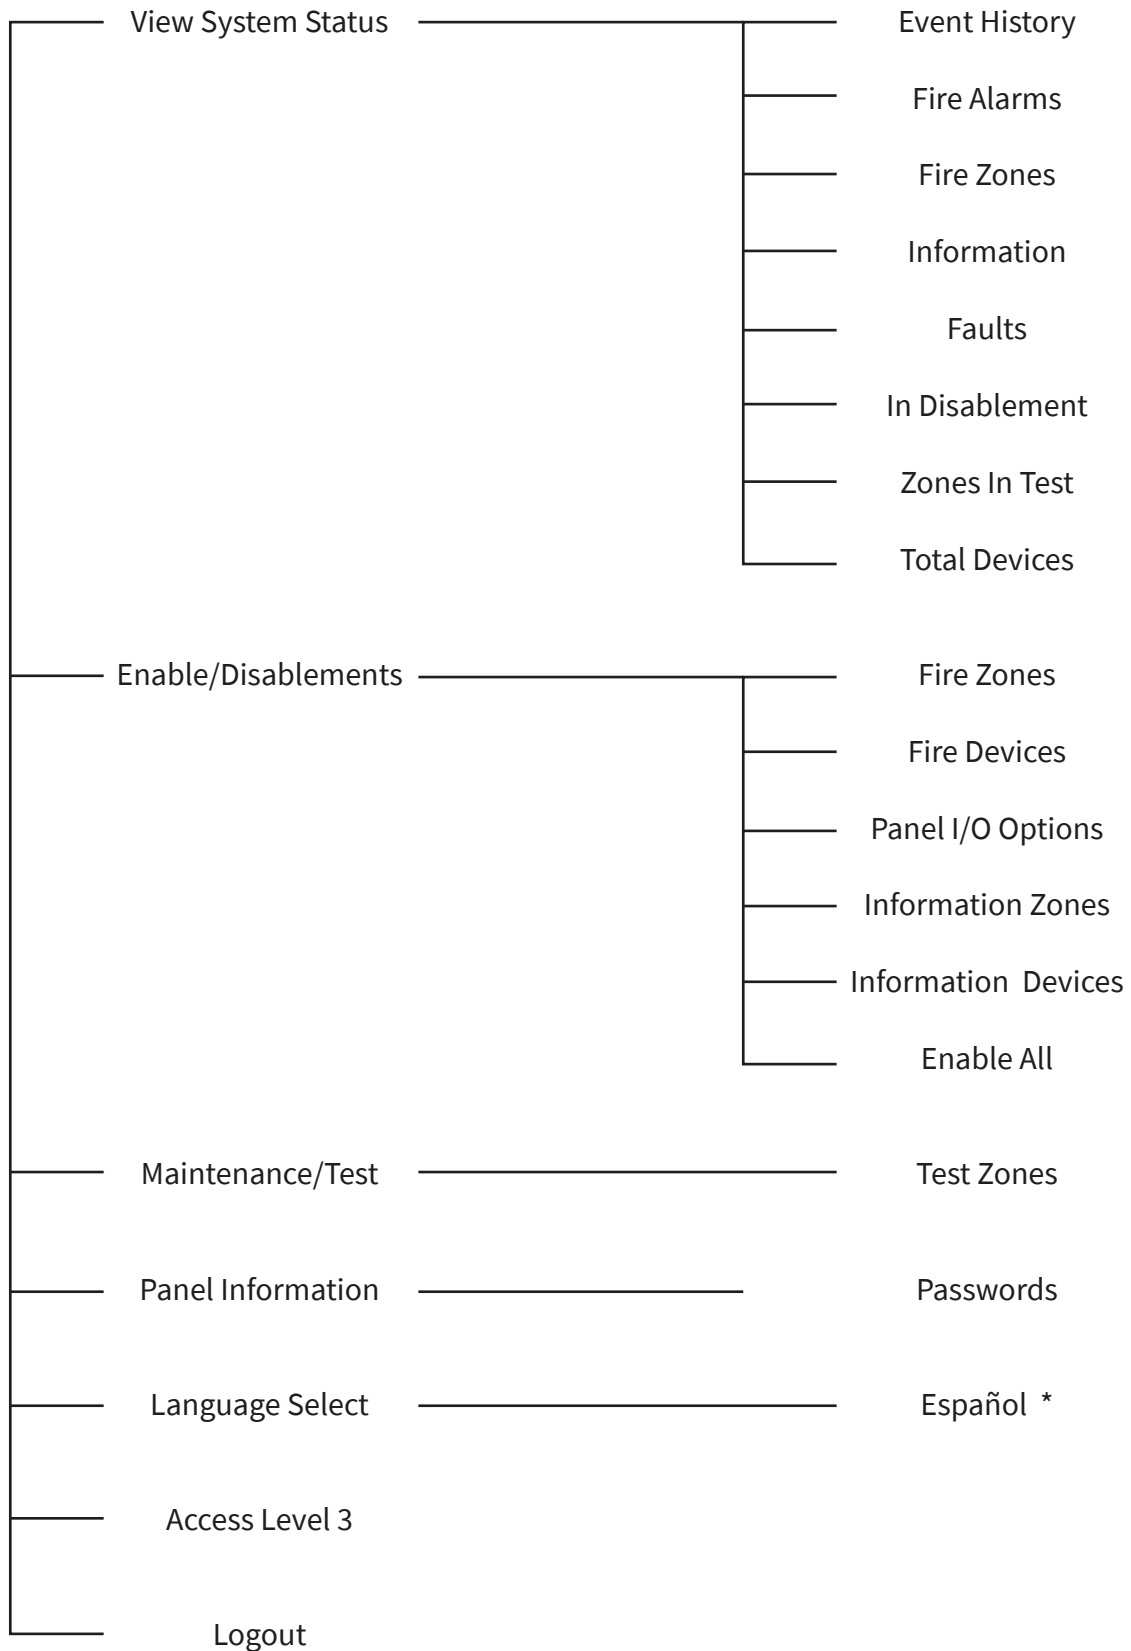 View System Status
Event History
Fire Alarms
Fire Zones
Information
Faults
In Disablement
Zones In Test
Total Devices
Enable/Disablements
Fire Zones
Fire Devices
Panel I/O Options
Information Zones
Information  Devices
Enable All
Maintenance/Test
Test Zones
Panel Information
Passwords
Language Select
Español  *
Access Level 3
Logout